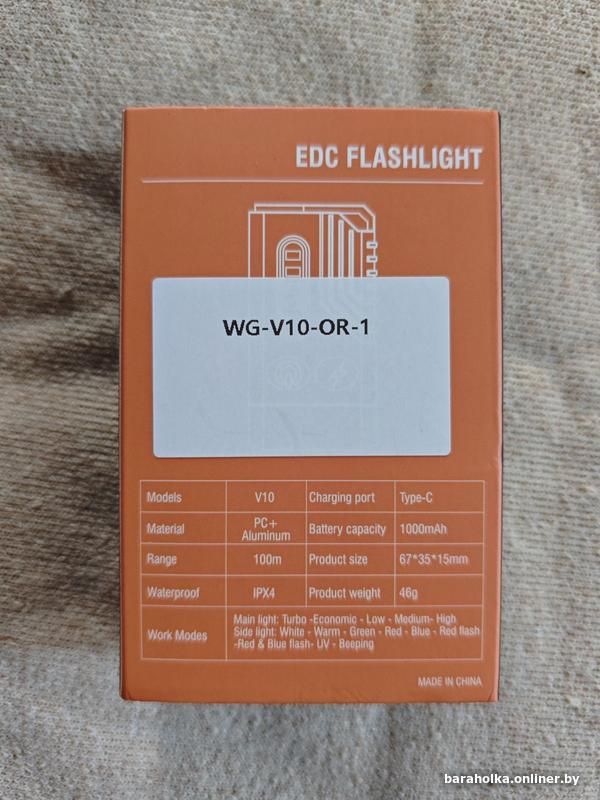 EDC FLASHLIGHT
WG-V10-OR-1
Models V10 Charging port Type-C
Material PC+ Aluminum Battery capacity 1000mAh
Range 100m Product size 67*35*15mm
Waterproof IPX4 Product weight 46g
Work Modes Main light: Turbo -Economic - Low - Medium- High
Side light: White - Warm - Green - Red - Blue - Red flash
-Red & Blue flash- UV - Beeping
MADE IN CHINA
baraholka.onliner.by